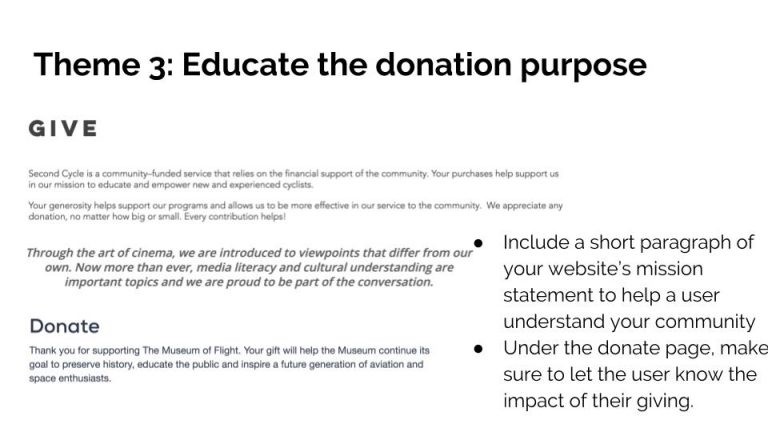 Theme 3: Educate the donation purpose
GIVE
Second Cycle is a community-funded service that relies on the financial support of the community. Your purchases help support us
in our mission to educate and empower new and experienced cyclists.
Your generosity helps support our programs and allows us to be more effective in our service to the community. We appreciate any
donation, no matter how big or small. Every contribution helps!
Through the art of cinema, we are introduced to viewpoints that differ from our
own. Now more than ever, media literacy and cultural understanding are
important topics and we are proud to be part of the conversation.
Donate
Thank you for supporting The Museum of Flight. Your gift will help the Museum continue its
goal to preserve history, educate the public and inspire a future generation of aviation and
space enthusiasts.
● Include a short paragraph of
your website’s mission
statement to help a user
understand your community
● Under the donate page, make
sure to let the user know the
impact of their giving.